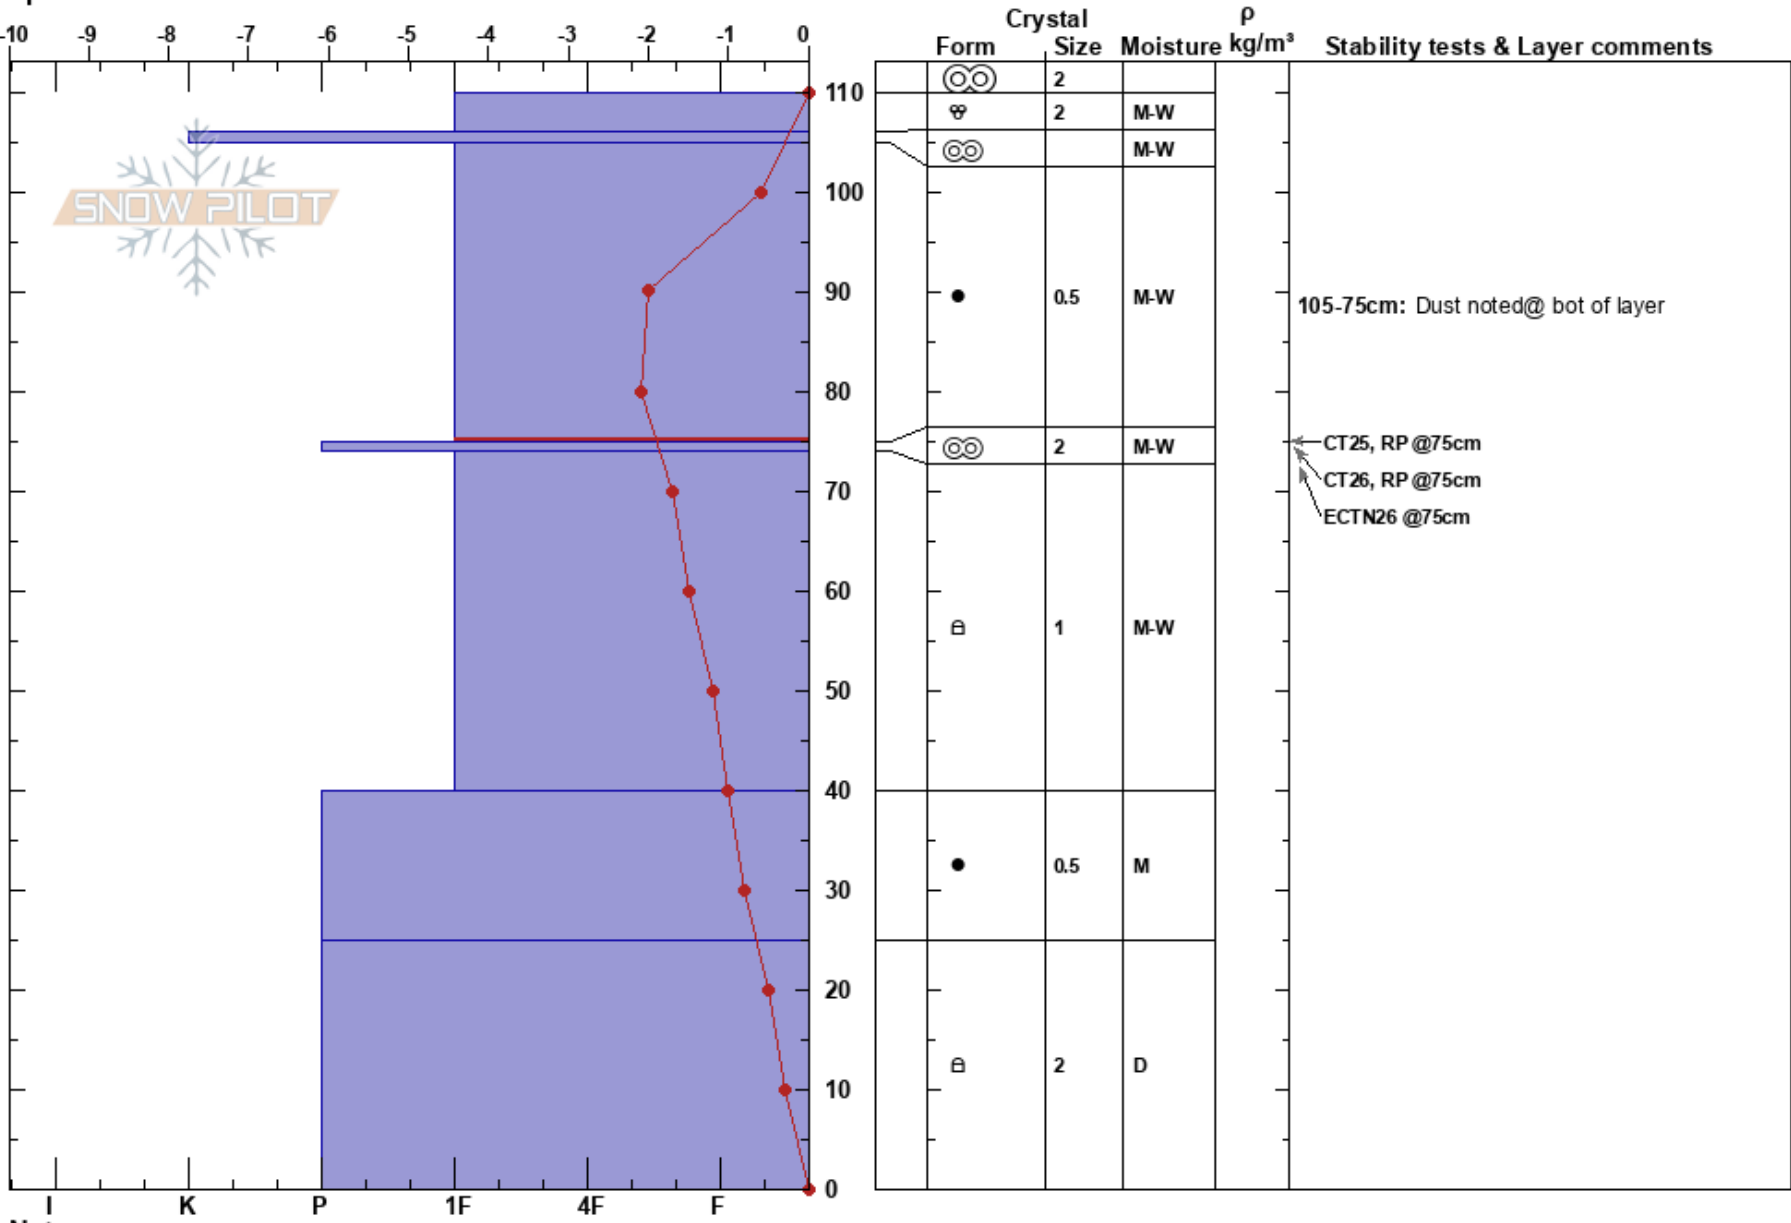 Crystal ρ
-10 -9 -8 -7 -6 -5 -4 -3 -2 -1 0
Form Size Moisture kg/m³ Stability tests & Layer comments
2
110
2 M-W
M-W
SNOW PILOT
100
90
0.5 M-W
105-75cm: Dust noted@ bot of layer
80
2 M-W
CT25, RP @75cm
CT26, RP @75cm
70
ECTN26 @75cm
60
1 M-W
50
40
0.5 M
30
20
2 D
10
0
I K P 1F 4F F